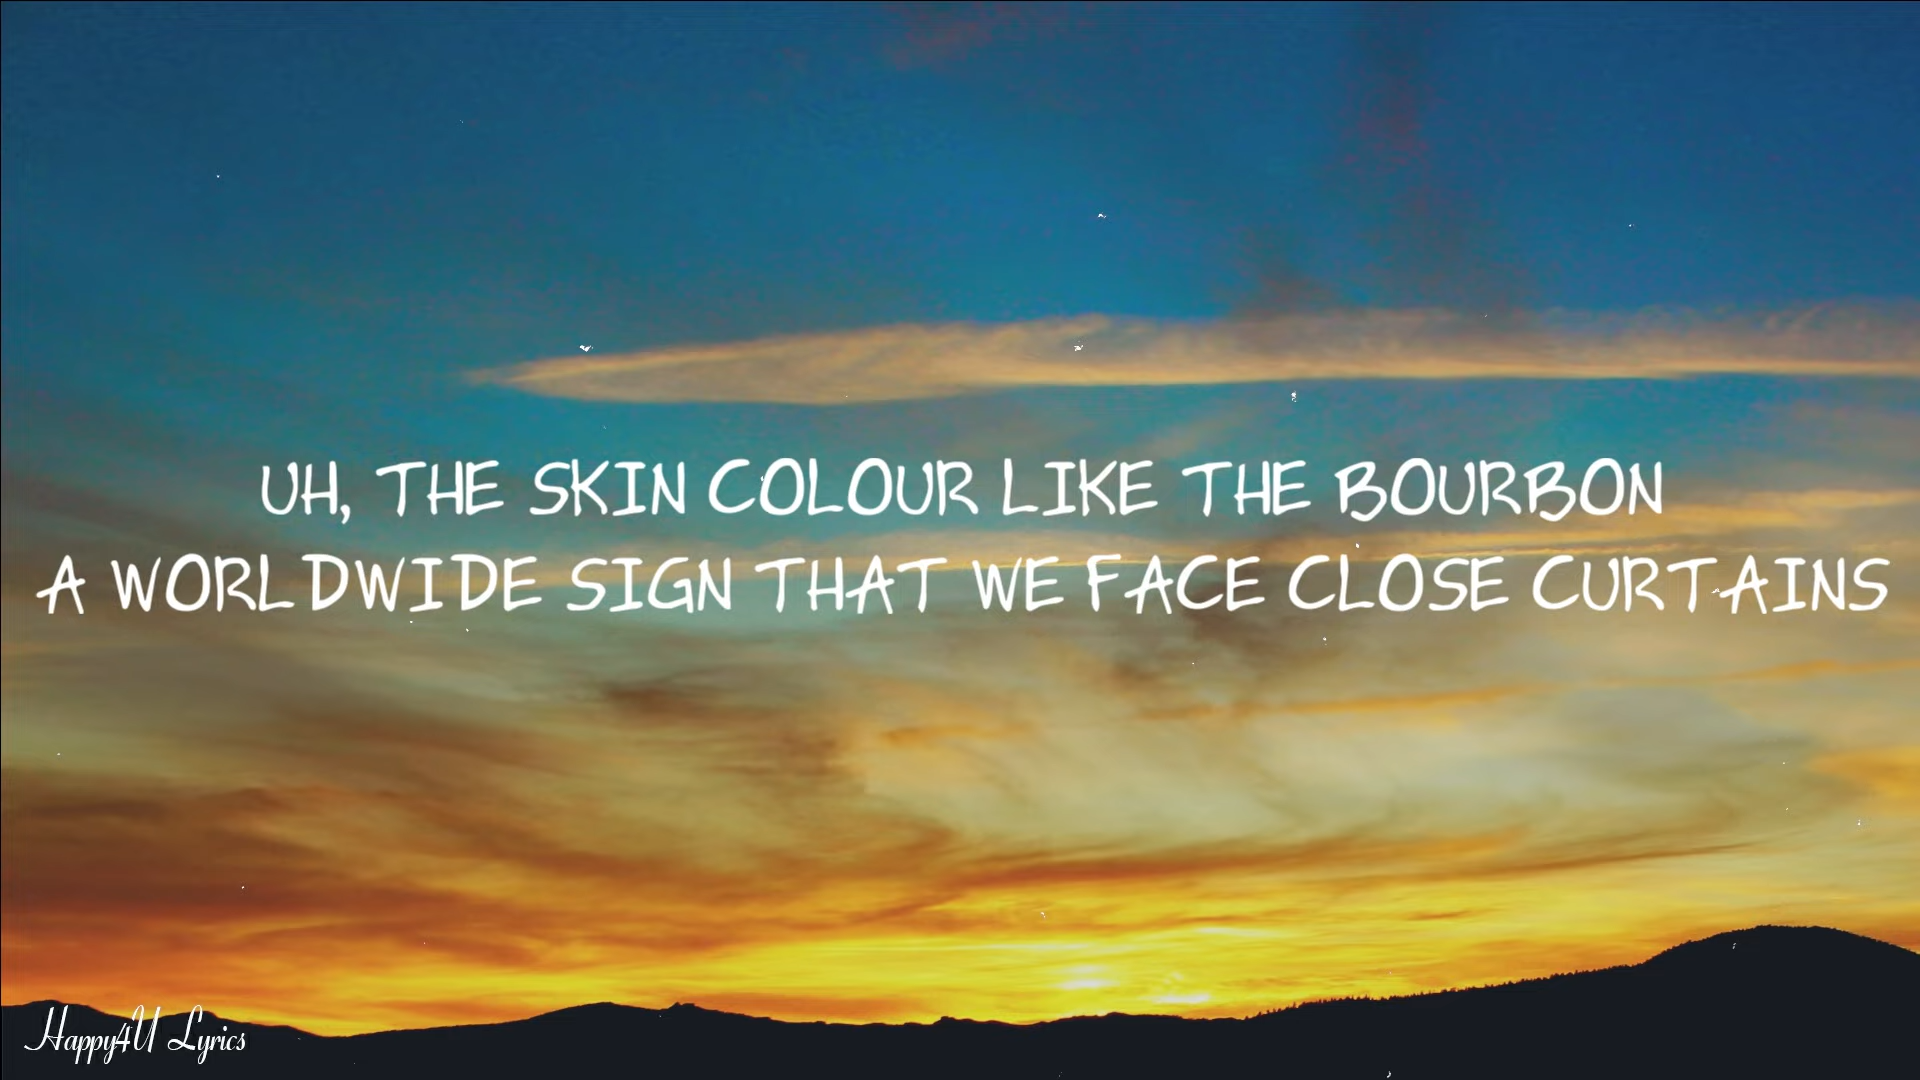 UH, THE SKIN COLOUR LIKE THE BOURBON
A WORLDWIDE SIGN THAT WE FACE CLOSE CURTAINS
Happy4U Lyrics